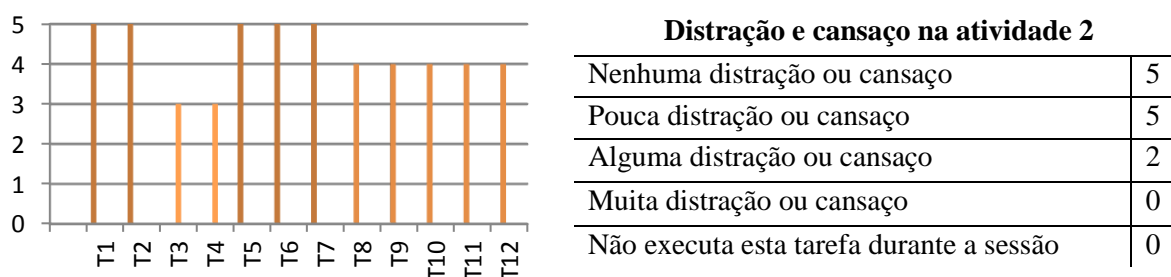 5
4
3
2
1
0
T1 T2 T3 T4 T5 T6 T7 T8 T9 T10 T11 T12
Distração e cansaço na atividade 2
Nenhuma distração ou cansaço 5
Pouca distração ou cansaço 5
Alguma distração ou cansaço 2
Muita distração ou cansaço 0
Não executa esta tarefa durante a sessão 0